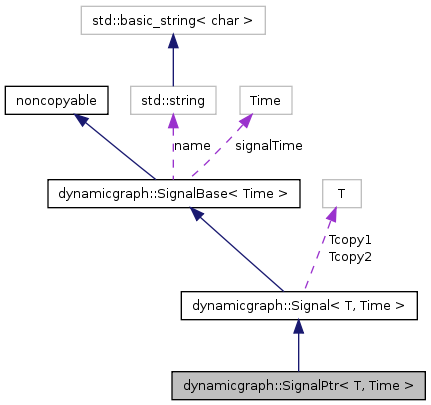 std::basic_string< char >
noncopyable
std::string
Time
name
signalTime
dynamicgraph::SignalBase< Time >
T
Tcopy1
Tcopy2
dynamicgraph::Signal< T, Time >
dynamicgraph::SignalPtr< T, Time >